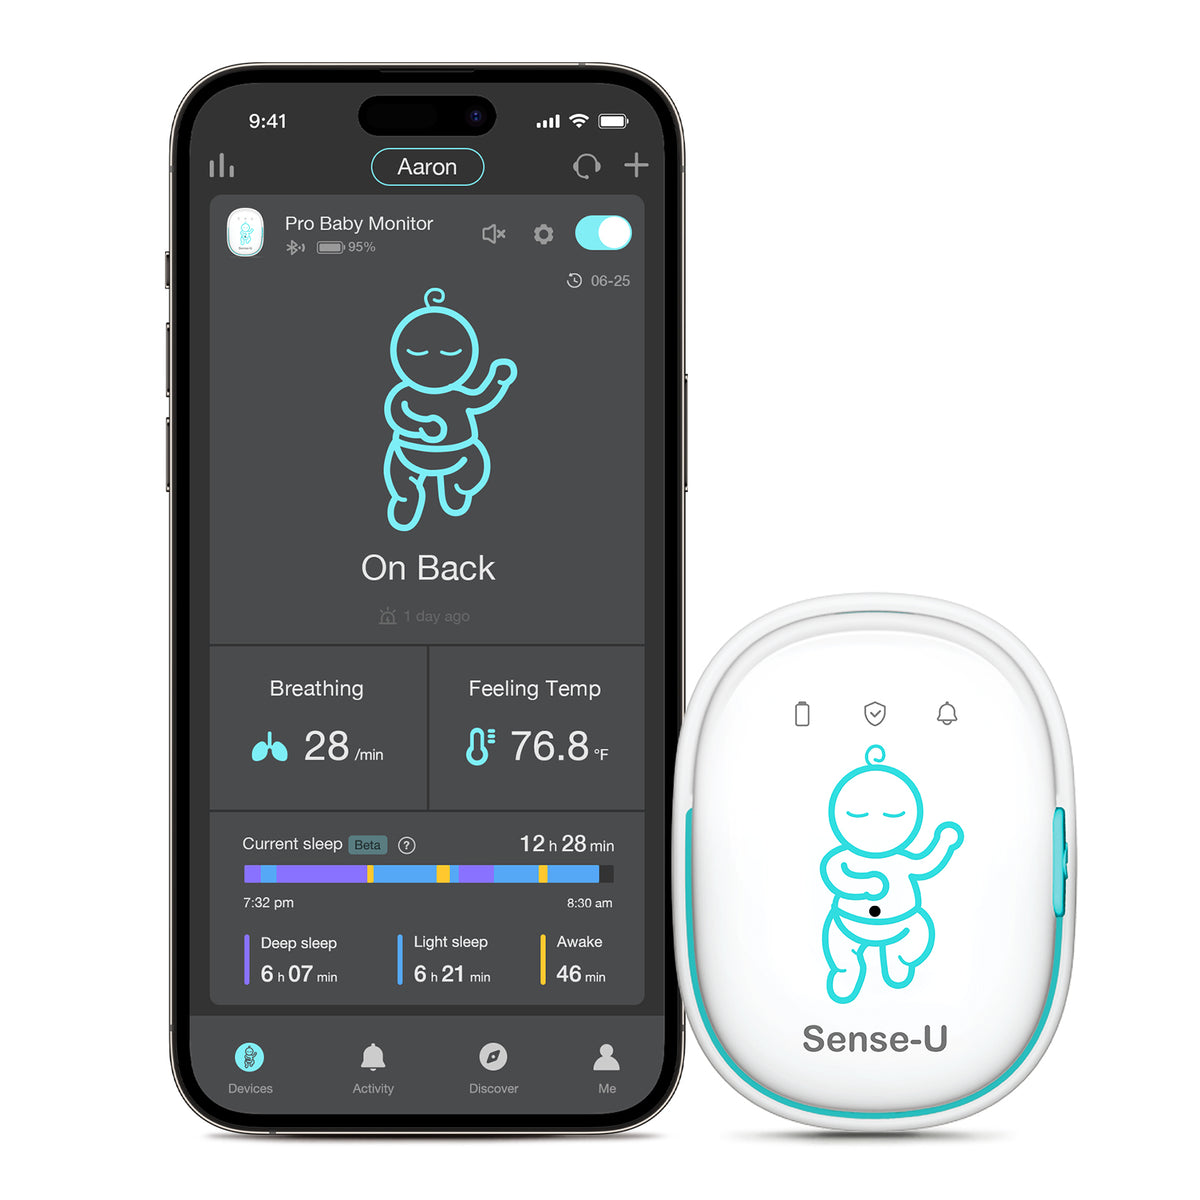 9:41
Aaron
Pro Baby Monitor
95%
06-25
On Back
1 day ago
Breathing
28 /min
Feeling Temp
76.8 °F
Current sleep Beta ? 12 h 28 min
7:32 pm 8:30 am
Deep sleep
6 h 07 min
Light sleep
6 h 21 min
Awake
46 min
Devices Activity Discover Me
Sense-U